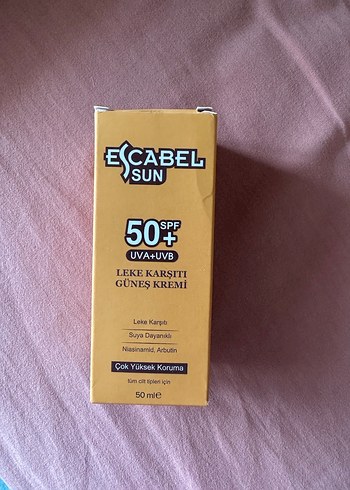 ESCABEL
SUN
50+ SPF
UVA+UVB
LEKE KARŞITI
GÜNEŞ KREMİ
Leke Karşıtı
Suya Dayanıklı
Niasinamid, Arbutin
Çok Yüksek Koruma
tüm cilt tipleri için
50 ml℮